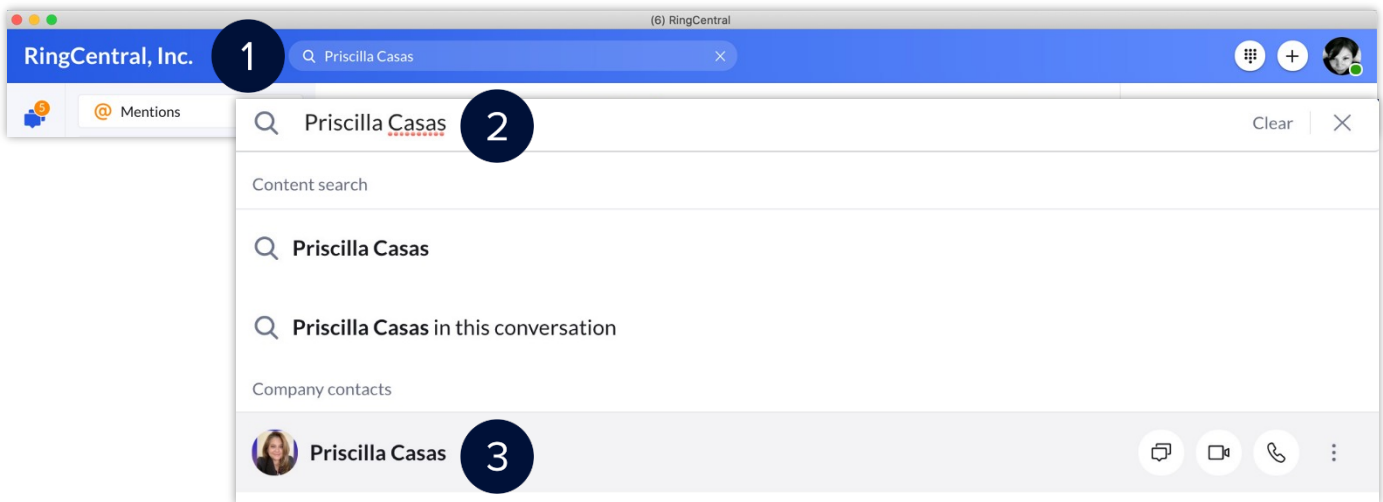 (6) RingCentral
RingCentral, Inc.
1
Priscilla Casas
5
@ Mentions
Priscilla Casas
2
Clear
Content search
Priscilla Casas
Priscilla Casas in this conversation
Company contacts
Priscilla Casas
3